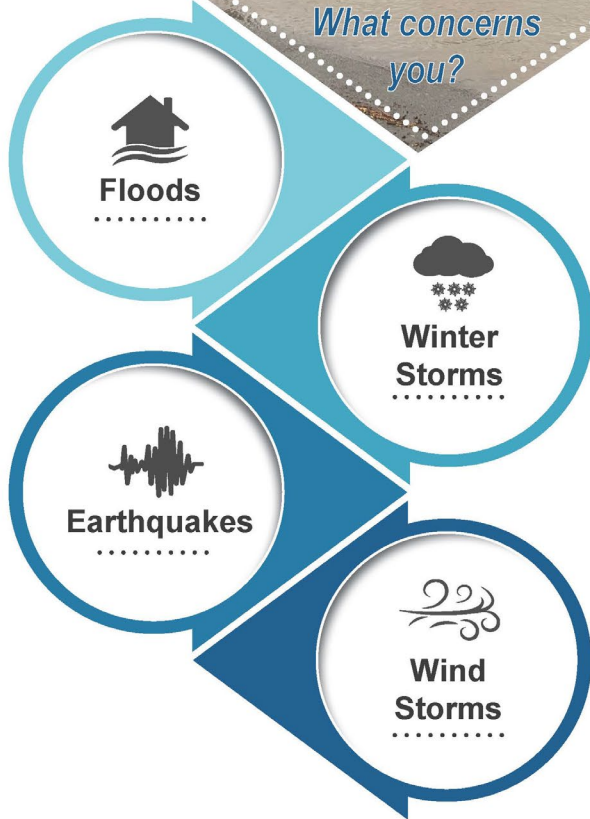 What concerns
you?
Floods
Winter
Storms
Earthquakes
Wind
Storms